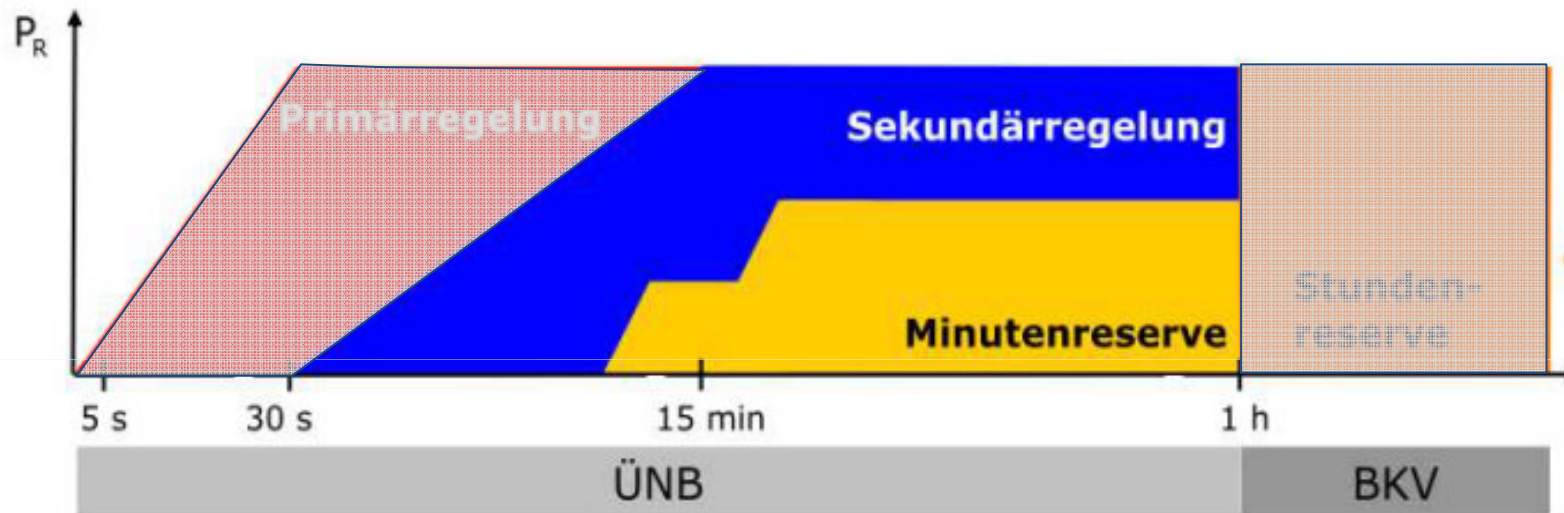 P_R
Primärregelung
Sekundärregelung
Stunden-
reserve
Minutenreserve
5 s
30 s
15 min
1 h
ÜNB
BKV